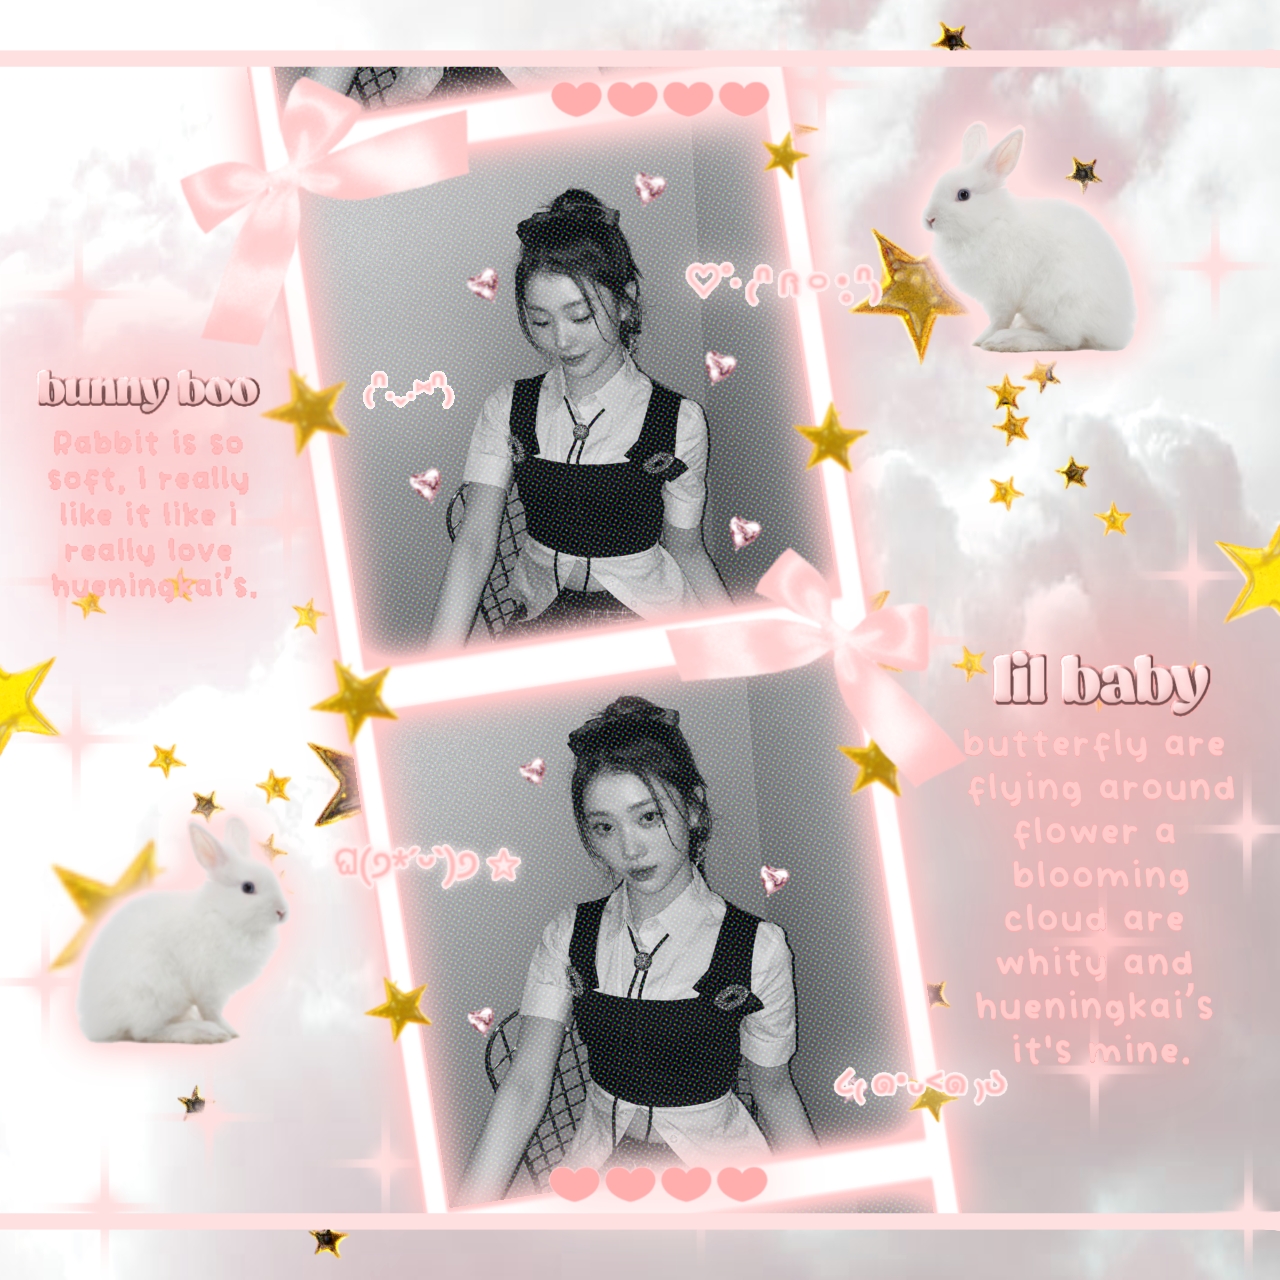 bunny boo
Rabbit is so
soft, i really
like it like i
really love
hueningkai's.
lil baby
butterfly are
flying around
flower a
blooming
cloud are
whity and
hueningkai's
it's mine.